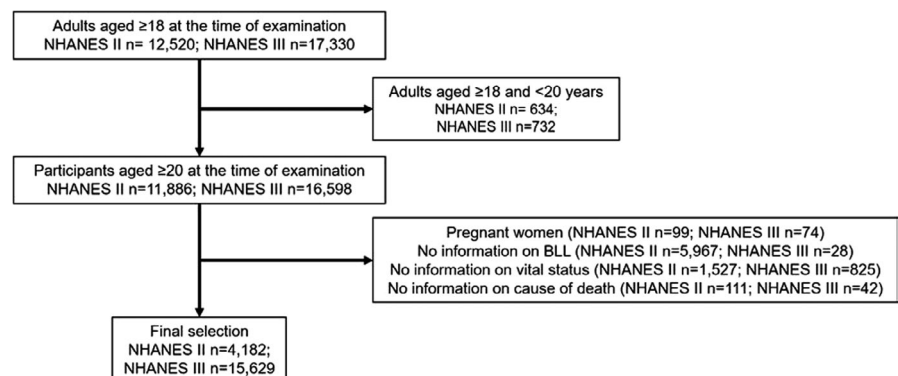 Adults aged ≥18 at the time of examination
NHANES II n= 12,520; NHANES III n=17,330
Adults aged ≥18 and <20 years
NHANES II n= 634;
NHANES III n=732
Participants aged ≥20 at the time of examination
NHANES II n=11,886; NHANES III n=16,598
Pregnant women (NHANES II n=99; NHANES III n=74)
No information on BLL (NHANES II n=5,967; NHANES III n=28)
No information on vital status (NHANES II n=1,527; NHANES III n=825)
No information on cause of death (NHANES II n=111; NHANES III n=42)
Final selection
NHANES II n=4,182;
NHANES III n=15,629